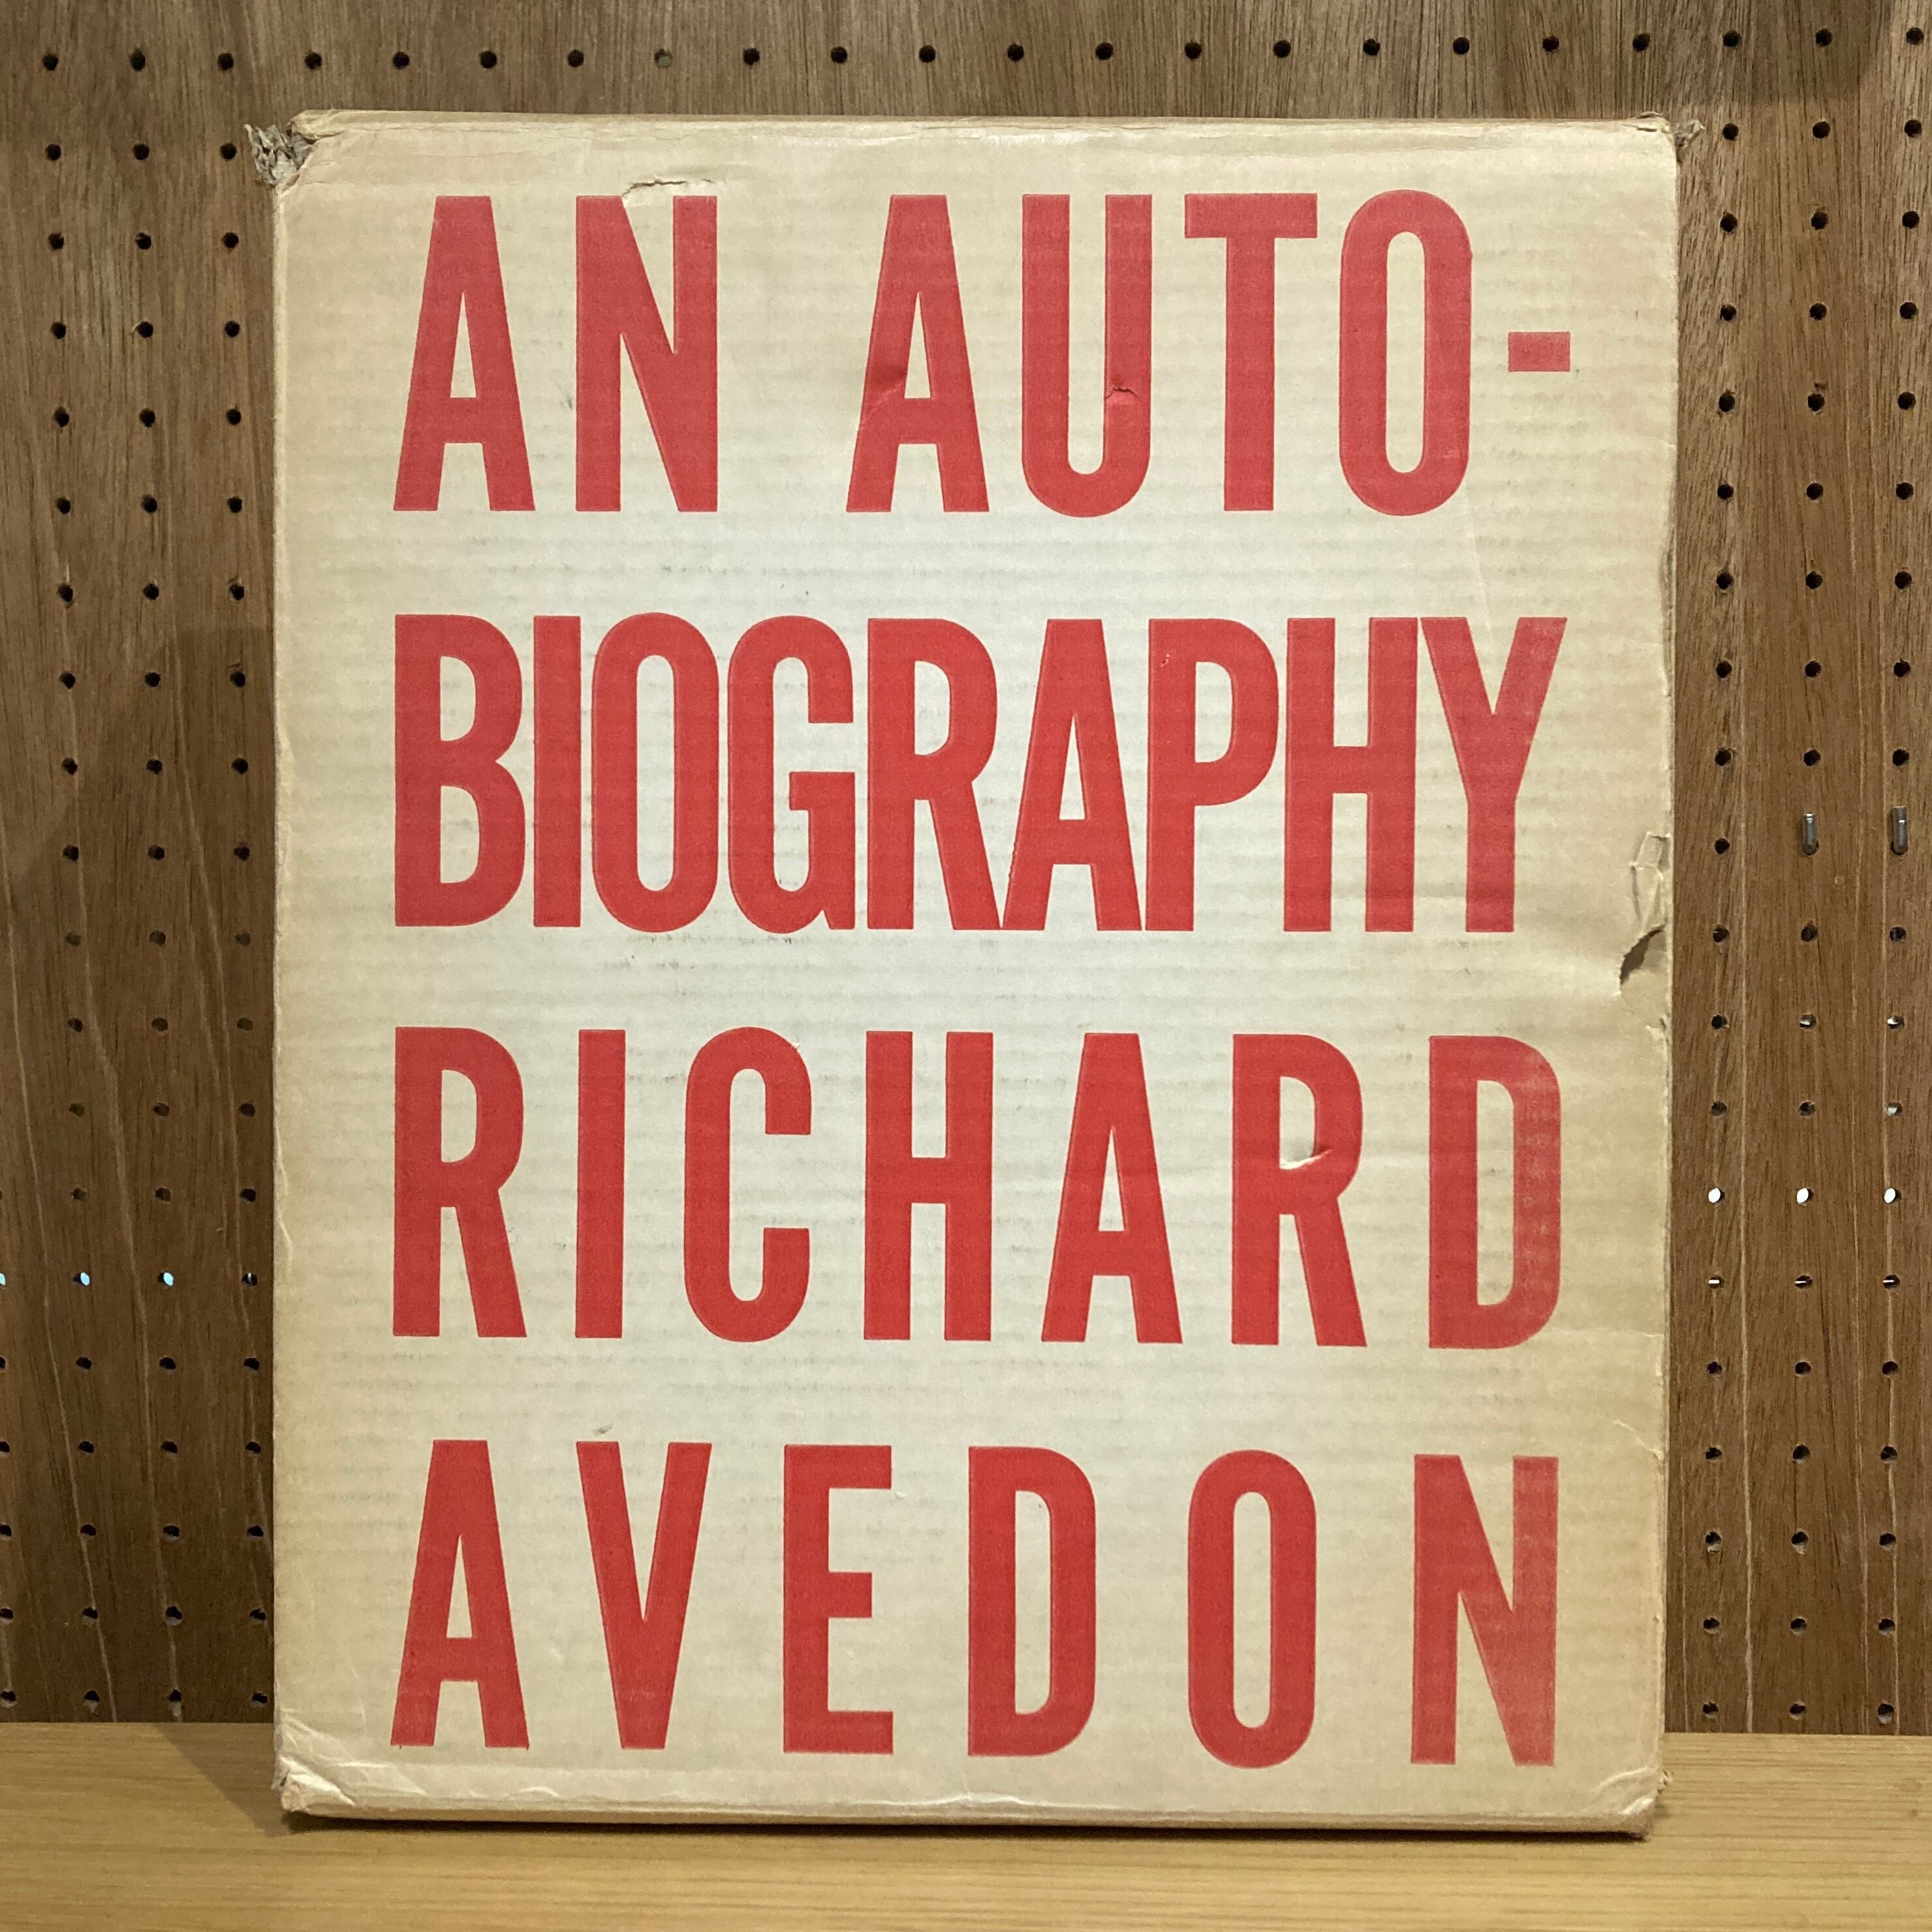 AN AUTO-
BIOGRAPHY
RICHARD
AVEDON